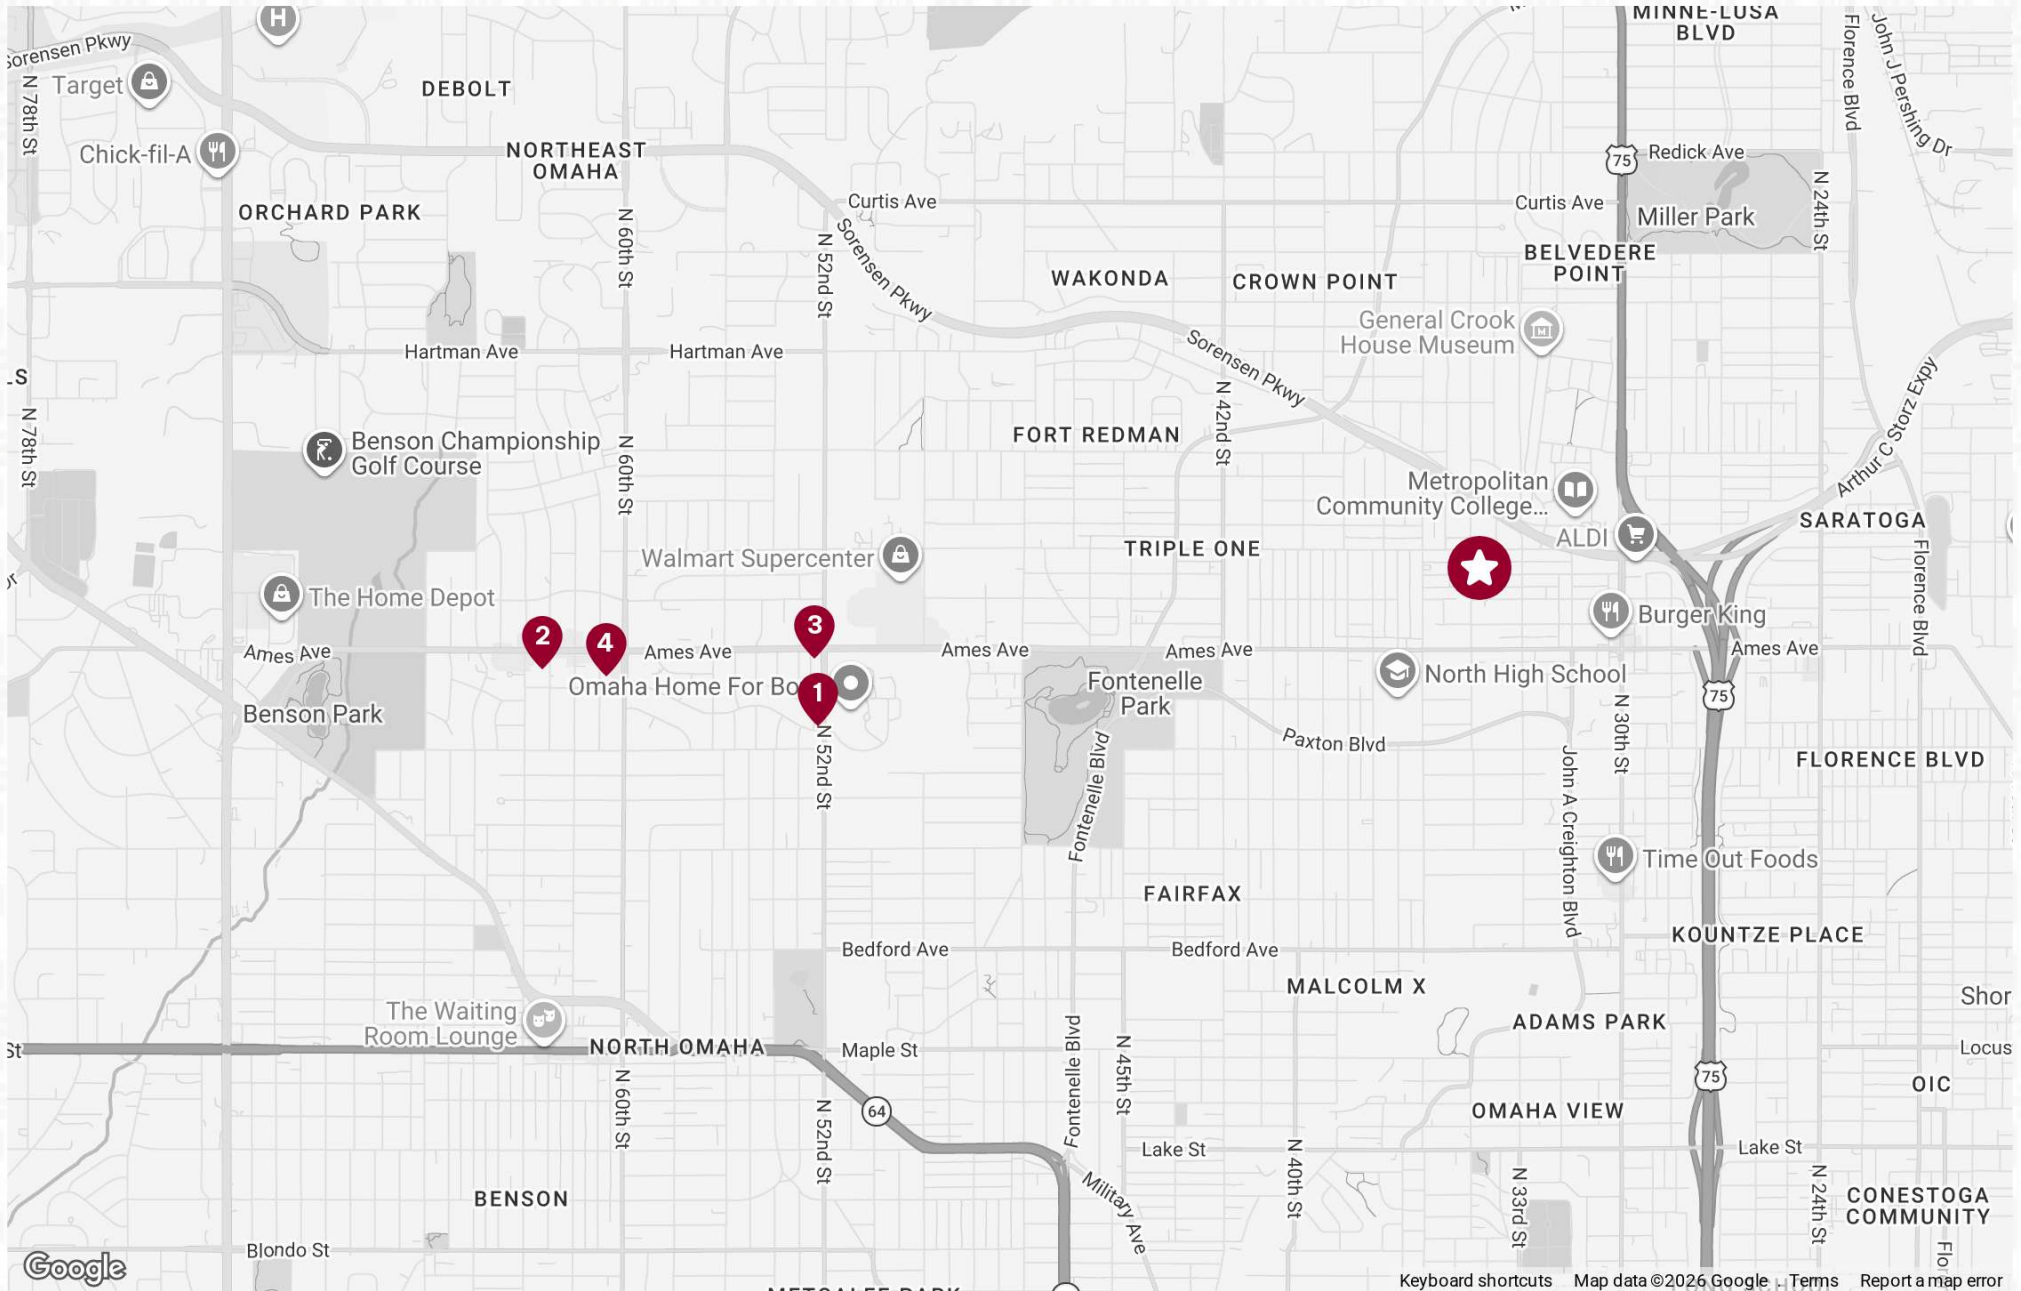 H
MINNE-LUSA
BLVD
Sorensen Pkwy
Target
N 78th St
DEBOLT
Florence Blvd
John J Pershing Dr
Chick-fil-A
NORTHEAST
OMAHA
75
Redick Ave
ORCHARD PARK
N 60th St
Curtis Ave
Curtis Ave
Miller Park
N 24th St
N 52nd St
Sorensen Pkwy
WAKONDA
CROWN POINT
BELVEDERE
POINT
General Crook
House Museum
Hartman Ave
Hartman Ave
Sorensen Pkwy
LS
N 78th St
Benson Championship
Golf Course
N 60th St
FORT REDMAN
N 42nd St
Arthur C Storz Expy
Metropolitan
Community College...
SARATOGA
Walmart Supercenter
TRIPLE ONE
ALDI
The Home Depot
Burger King
Florence Blvd
2
4
3
Ames Ave
Ames Ave
Ames Ave
Ames Ave
Ames Ave
Omaha Home For Bo
1
Fontenelle
Park
North High School
75
Benson Park
N 52nd St
Paxton Blvd
N 30th St
FLORENCE BLVD
Fontenelle Blvd
John A Creighton Blvd
Time Out Foods
FAIRFAX
Bedford Ave
Bedford Ave
KOUNTZE PLACE
MALCOLM X
Shor
The Waiting
Room Lounge
ADAMS PARK
St
NORTH OMAHA
Maple St
Locus
N 60th St
N 52nd St
64
Fontenelle Blvd
N 45th St
75
OIC
OMAHA VIEW
Lake St
Lake St
Military Ave
N 40th St
N 33rd St
N 24th St
BENSON
CONESTOGA
COMMUNITY
Blondo St
Flor
Google
METCALFE PARK
Keyboard shortcuts
Map data ©2026 Google
Terms
Report a map error